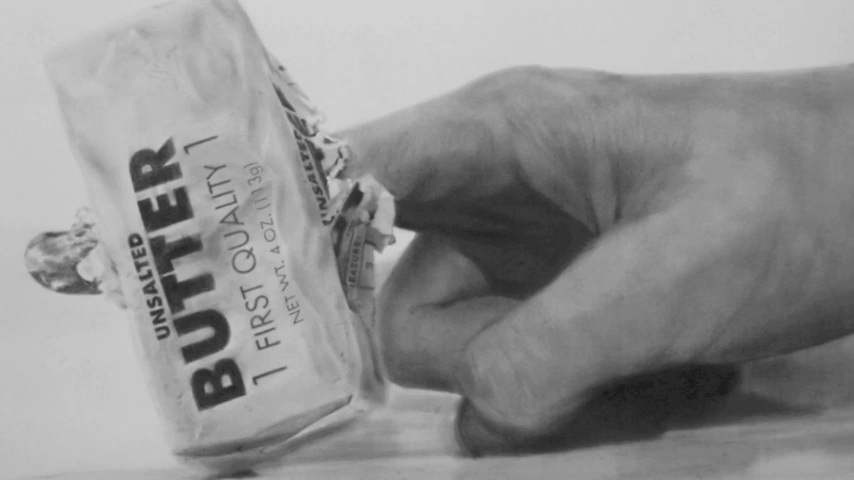 UNSALTED
BUTTER
1 FIRST QUALITY 1
NET WT. 4 OZ. (113g)
UNSALTED